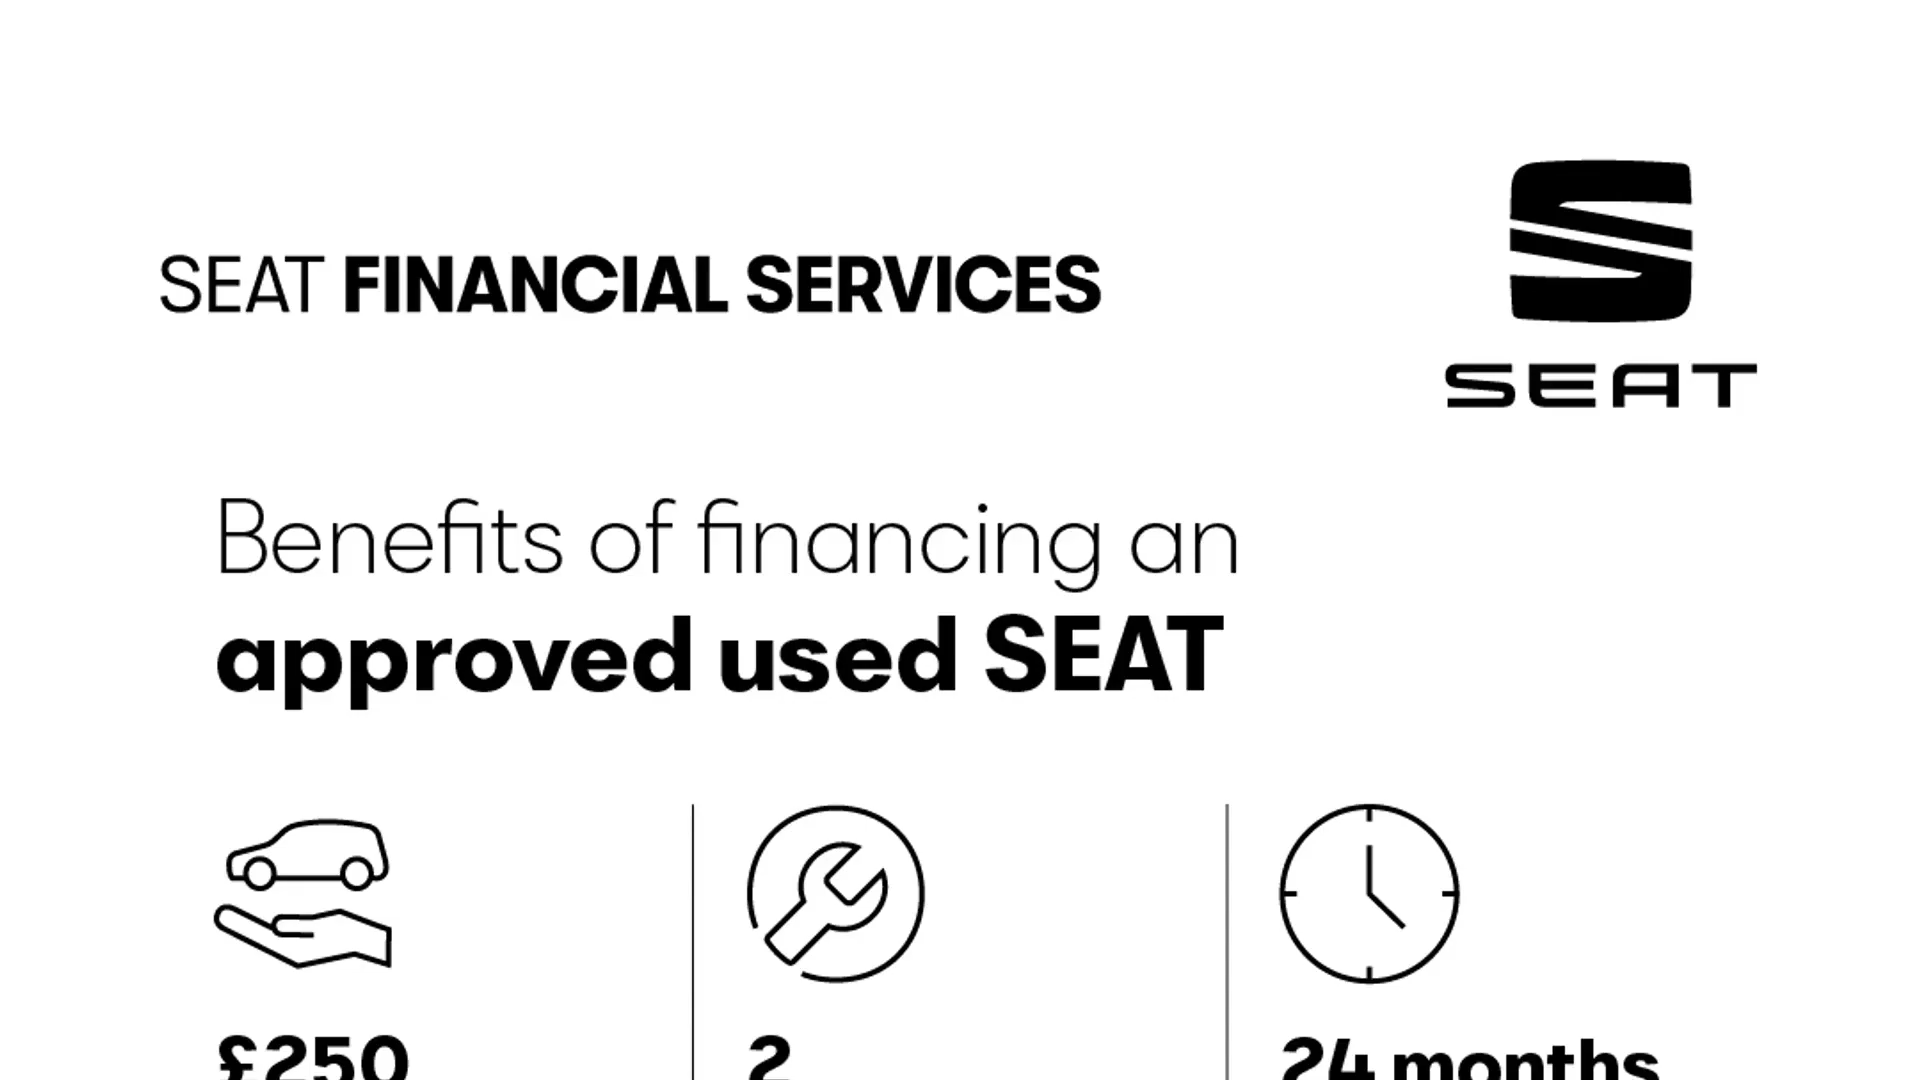 SEAT FINANCIAL SERVICES
SEAT
Benefits of financing an
approved used SEAT
£250
2
24 months